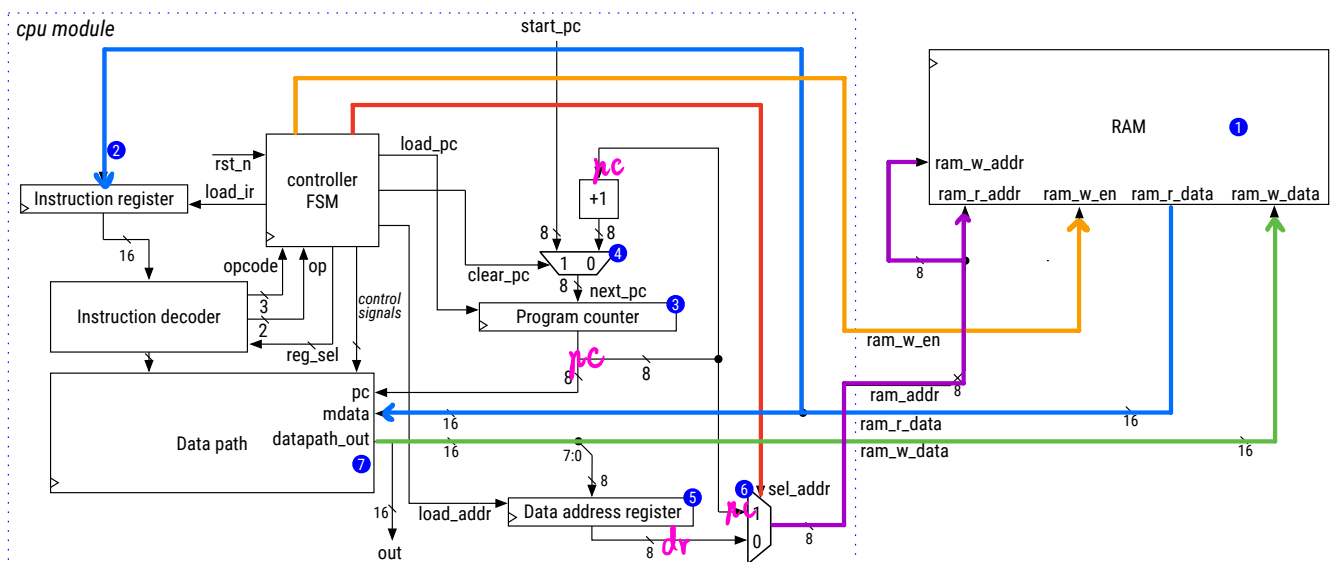 cpu module
start_pc
RAM
1
2
rst_n
controller
FSM
load_pc
pc
+1
ram_w_addr
Instruction register
load_ir
ram_r_addr
ram_w_en
ram_r_data
ram_w_data
16
8
8
4
opcode
op
clear_pc
1 0
8
next_pc
8
Instruction decoder
3
2
control
signals
Program counter
3
reg_sel
ram_w_en
pc
8
8
pc
ram_addr
8
mdata
16
ram_r_data
16
Data path
datapath_out
16
7:0
ram_w_data
16
7
8
6
sel_addr
16
load_addr
Data address register
5
pc
1
0
8
out
8
dr